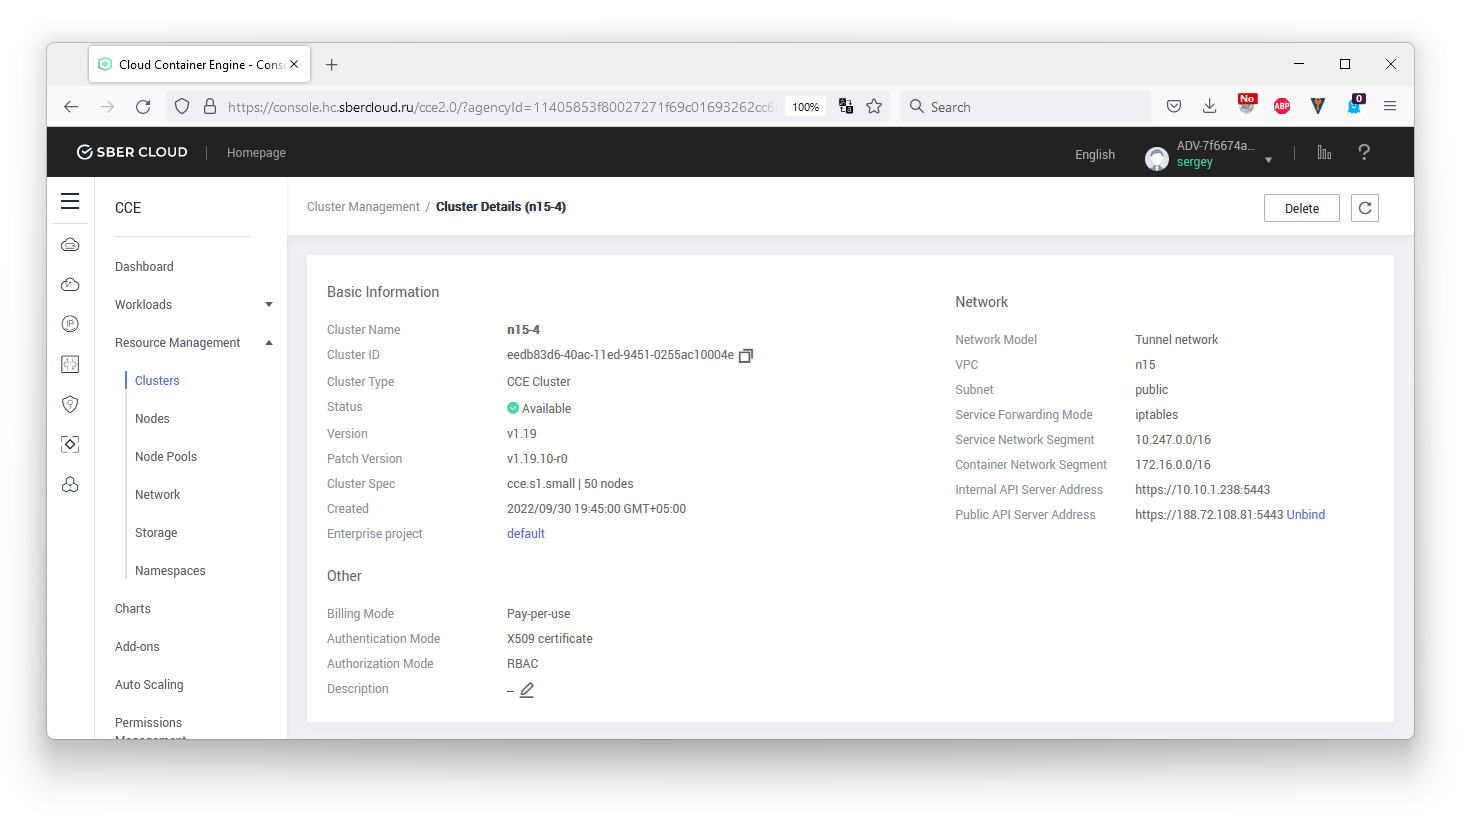 Cloud Container Engine - Conso
https://console.hc.sbercloud.ru/cce2.0/?agencyId=11405853f80027271f69c01693262cc6
100%
Search
No
ABP
0
SBER CLOUD
Homepage
English
ADV-7f6674a...
sergey
?
CCE
Dashboard
Workloads
Resource Management
Clusters
Nodes
Node Pools
Network
Storage
Namespaces
Charts
Add-ons
Auto Scaling
Permissions
Management
IP
Cluster Management / Cluster Details (n15-4)
Delete
Basic Information
Cluster Name n15-4
Cluster ID eedb83d6-40ac-11ed-9451-0255ac10004e
Cluster Type CCE Cluster
Status Available
Version v1.19
Patch Version v1.19.10-r0
Cluster Spec cce.s1.small | 50 nodes
Created 2022/09/30 19:45:00 GMT+05:00
Enterprise project default
Other
Billing Mode Pay-per-use
Authentication Mode X509 certificate
Authorization Mode RBAC
Description --
Network
Network Model Tunnel network
VPC n15
Subnet public
Service Forwarding Mode iptables
Service Network Segment 10.247.0.0/16
Container Network Segment 172.16.0.0/16
Internal API Server Address https://10.10.1.238:5443
Public API Server Address https://188.72.108.81:5443 Unbind